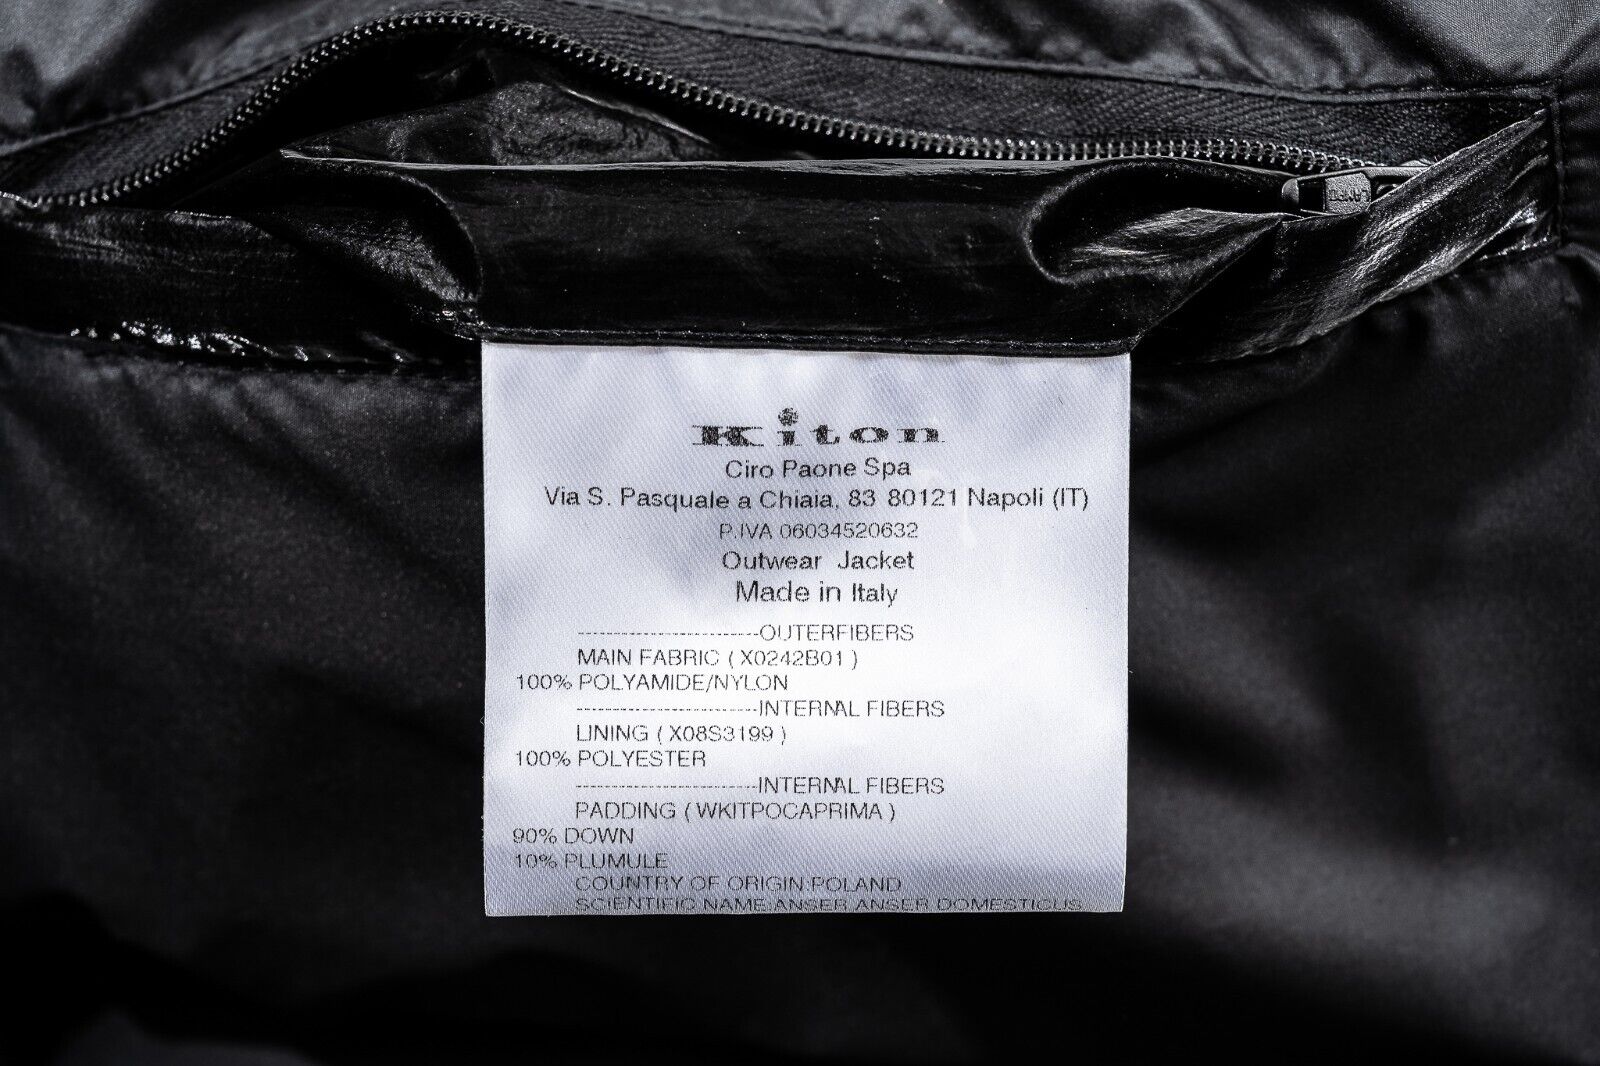 Kiton
Ciro Paone Spa
Via S. Pasquale a Chiaia, 83 80121 Napoli (IT)
P.IVA 06034520632
Outwear Jacket
Made in Italy
-------------------------OUTERFIBERS
MAIN FABRIC ( X0242B01 )
100% POLYAMIDE/NYLON
-------------------------INTERNAL FIBERS
LINING ( X08S3199 )
100% POLYESTER
-------------------------INTERNAL FIBERS
PADDING ( WKITPOCAPRIMA )
90% DOWN
10% PLUMULE
COUNTRY OF ORIGIN:POLAND
SCIENTIFIC NAME:ANSER ANSER DOMESTICUS